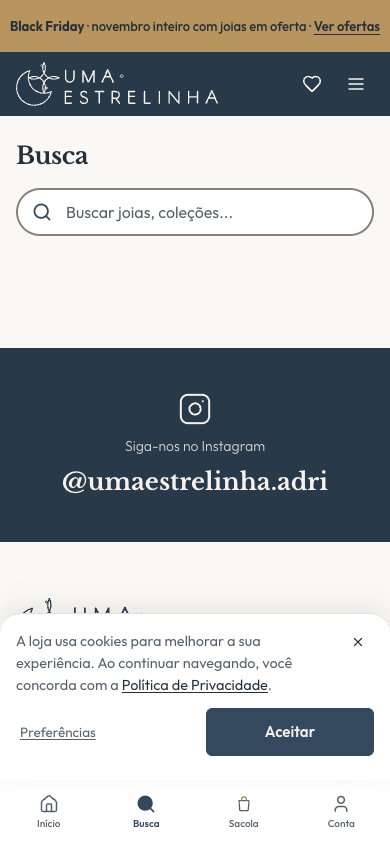 Black Friday · novembro inteiro com joias em oferta · Ver ofertas
UMA
ESTRELINHA
Busca
Buscar joias, coleções...
Siga-nos no Instagram
@umaestrelinha.adri
UMA
A loja usa cookies para melhorar a sua
experiência. Ao continuar navegando, você
concorda com a Política de Privacidade.
Preferências
Aceitar
Início
Busca
Sacola
Conta